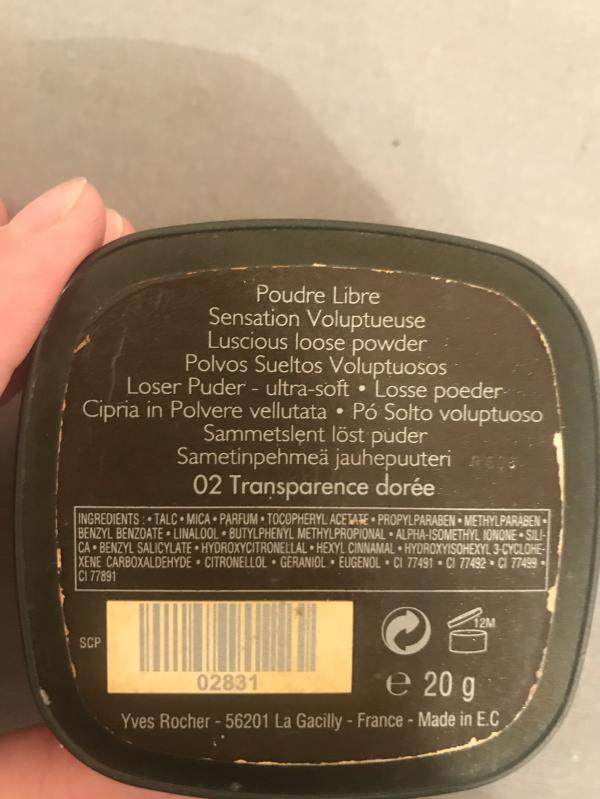 Poudre Libre
Sensation Voluptueuse
Luscious loose powder
Polvos Sueltos Voluptuosos
Loser Puder - ultra-soft • Losse poeder
Cipria in Polvere vellutata • Pó Solto voluptuoso
Sammetslent löst puder
Sametinpehmeä jauhepuuteri
02 Transparence dorée
INGREDIENTS : • TALC • MICA • PARFUM • TOCOPHERYL ACETATE • PROPYLPARABEN • METHYLPARABEN •
BENZYL BENZOATE • LINALOOL • BUTYLPHENYL METHYLPROPIONAL • ALPHA-ISOMETHYL IONONE • SILI-
CA • BENZYL SALICYLATE • HYDROXYCITRONELLAL • HEXYL CINNAMAL • HYDROXYISOHEXYL 3-CYCLOHE-
XENE CARBOXALDEHYDE • CITRONELLOL • GERANIOL • EUGENOL • CI 77491 • CI 77492 • CI 77499 •
CI 77891
12M
SCP
02831
e 20 g
Yves Rocher - 56201 La Gacilly - France - Made in E.C